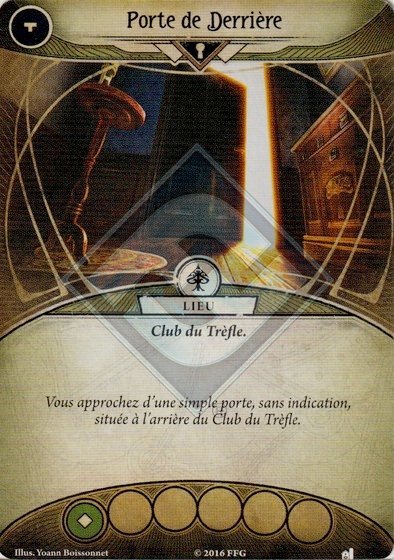 Porte de Derrière
LIEU
Club du Trèfle.
Vous approchez d'une simple porte, sans indication,
située à l'arrière du Club du Trèfle.
Illus. Yoann Boissonnet
© 2016 FFG